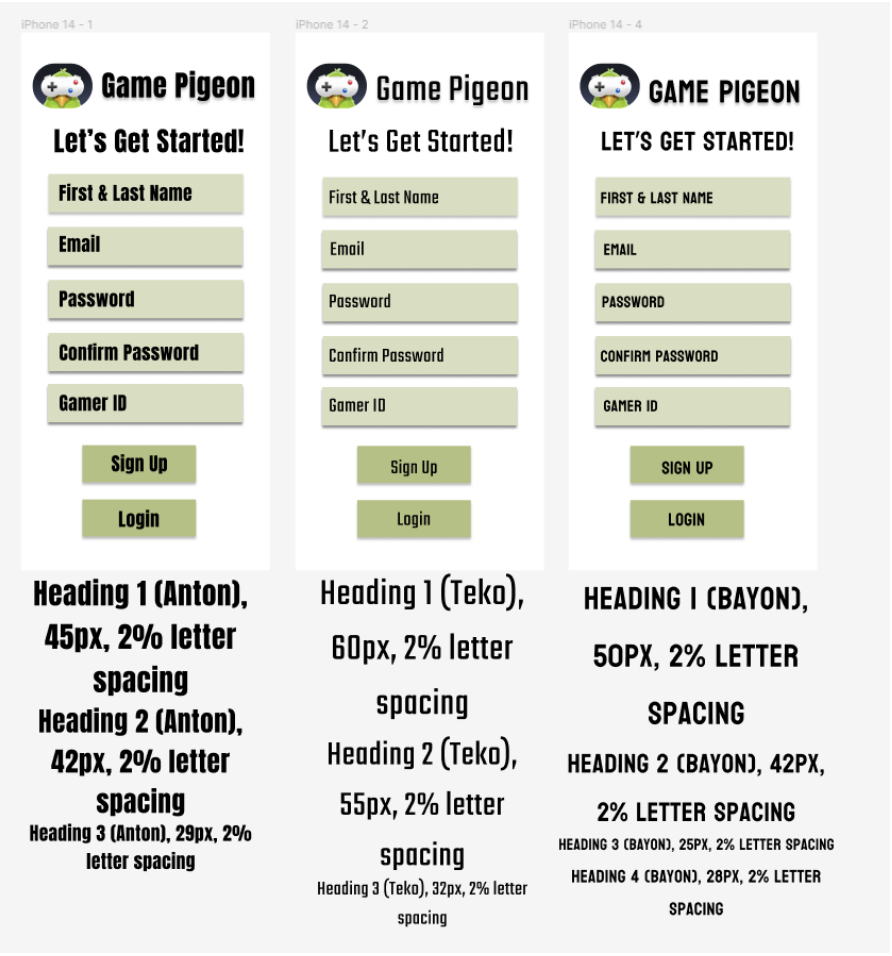 iPhone 14 - 1
Game Pigeon
Let's Get Started!
First & Last Name
Email
Password
Confirm Password
Gamer ID
Sign Up
Login
Heading 1 (Anton),
45px, 2% letter
spacing
Heading 2 (Anton),
42px, 2% letter
spacing
Heading 3 (Anton), 29px, 2%
letter spacing
iPhone 14 - 2
Game Pigeon
Let's Get Started!
First & Last Name
Email
Password
Confirm Password
Gamer ID
Sign Up
Login
Heading 1 (Teko),
60px, 2% letter
spacing
Heading 2 (Teko),
55px, 2% letter
spacing
Heading 3 (Teko), 32px, 2% letter
spacing
iPhone 14 - 4
GAME PIGEON
LET'S GET STARTED!
FIRST & LAST NAME
EMAIL
PASSWORD
CONFIRM PASSWORD
GAMER ID
SIGN UP
LOGIN
HEADING 1 (BAYON),
50PX, 2% LETTER
SPACING
HEADING 2 (BAYON), 42PX,
2% LETTER SPACING
HEADING 3 (BAYON), 25PX, 2% LETTER SPACING
HEADING 4 (BAYON), 28PX, 2% LETTER
SPACING